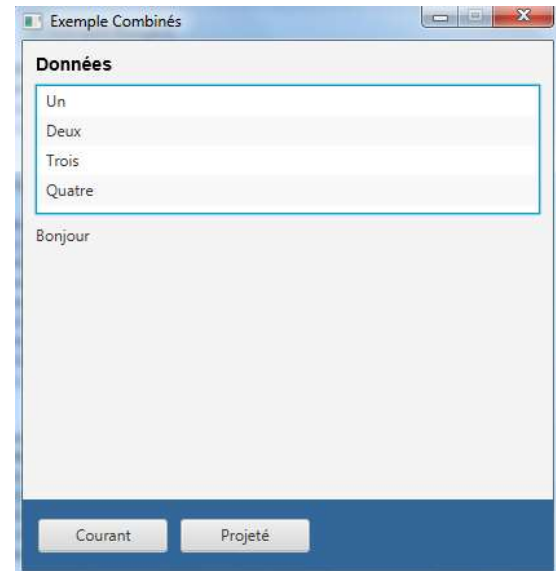 Exemple Combinés
Données
Un
Deux
Trois
Quatre
Bonjour
Courant Projeté